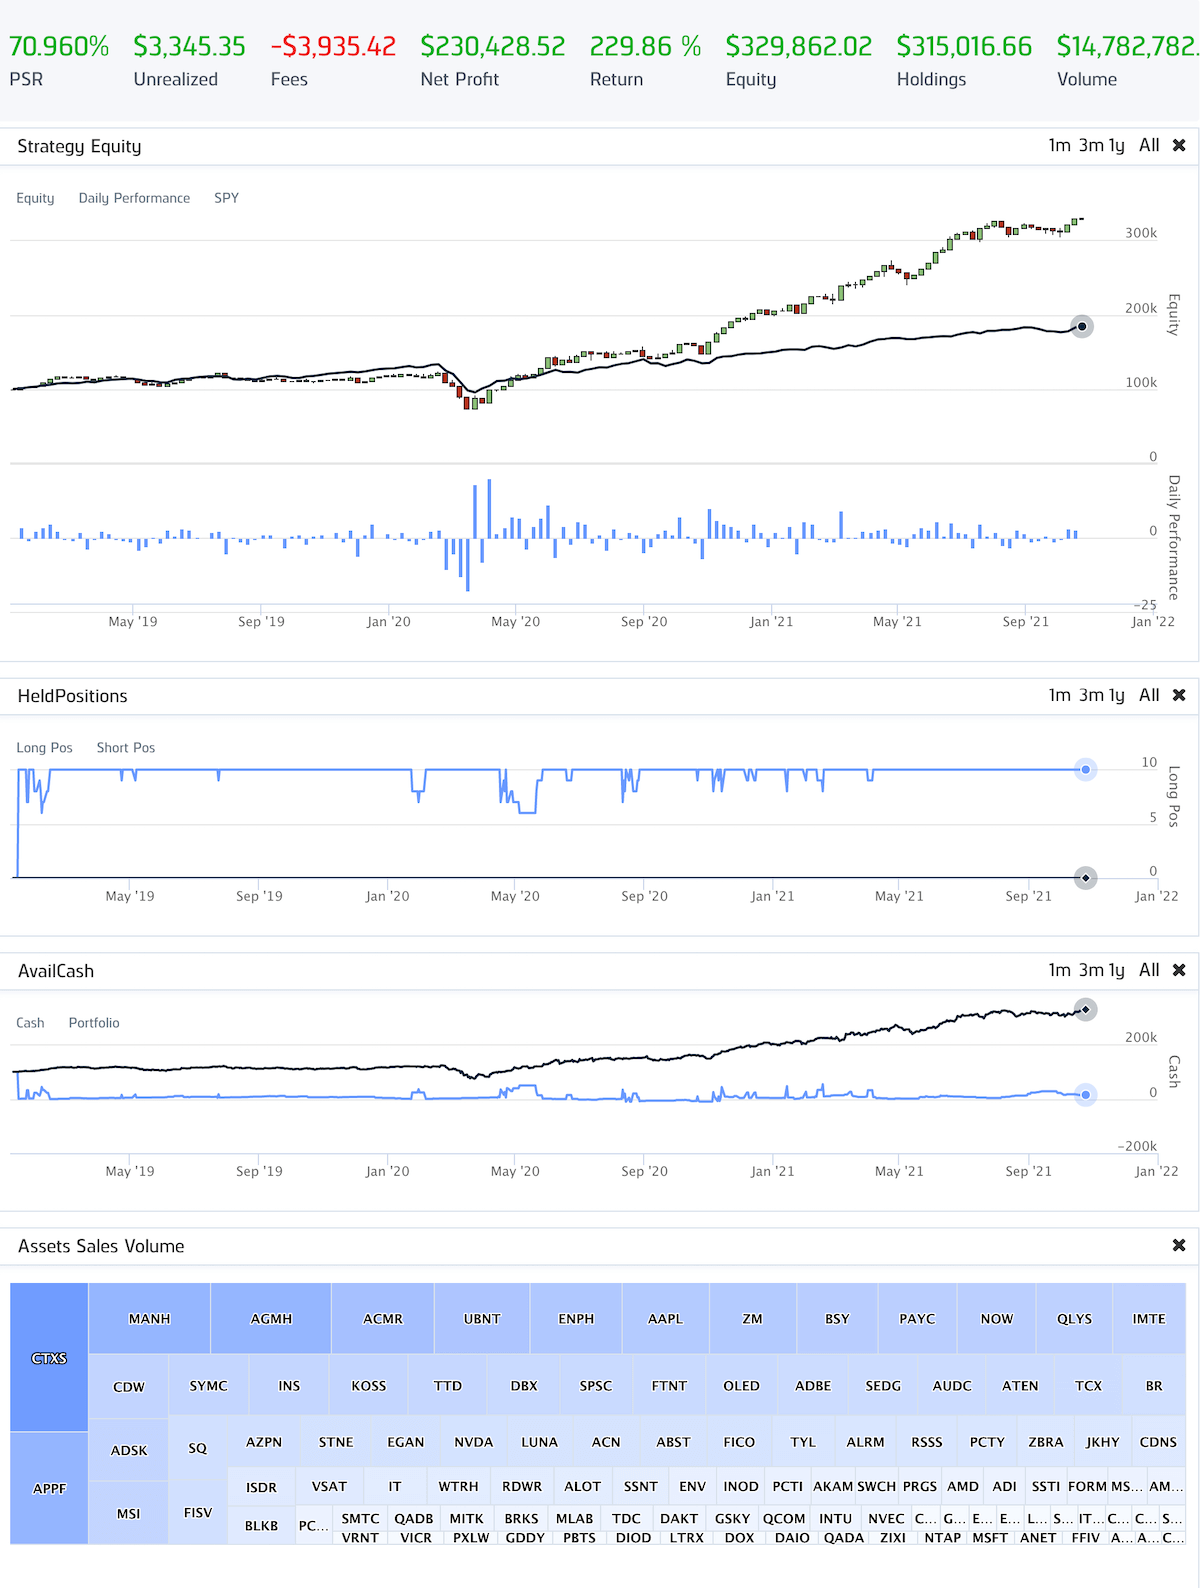 70.960% $3,345.35 -$3,935.42 $230,428.52 229.86 % $329,862.02 $315,016.66 $14,782,782.
PSR Unrealized Fees Net Profit Return Equity Holdings Volume
Strategy Equity 1m 3m 1y All ✖
Equity Daily Performance SPY
300k
200k
Equity
100k
0
Daily Performance
0
-25
May '19 Sep '19 Jan '20 May '20 Sep '20 Jan '21 May '21 Sep '21 Jan '22
HeldPositions 1m 3m 1y All ✖
Long Pos Short Pos
10
Long Pos
5
0
May '19 Sep '19 Jan '20 May '20 Sep '20 Jan '21 May '21 Sep '21 Jan '22
AvailCash 1m 3m 1y All ✖
Cash Portfolio
200k
Cash
0
-200k
May '19 Sep '19 Jan '20 May '20 Sep '20 Jan '21 May '21 Sep '21 Jan '22
Assets Sales Volume ✖
MANH AGMH ACMR UBNT ENPH AAPL ZM BSY PAYC NOW QLYS IMTE
CTXS
CDW SYMC INS KOSS TTD DBX SPSC FTNT OLED ADBE SEDG AUDC ATEN TCX BR
ADSK SQ AZPN STNE EGAN NVDA LUNA ACN ABST FICO TYL ALRM RSSS PCTY ZBRA JKHY CDNS
APPF ISDR VSAT IT WTRH RDWR ALOT SSNT ENV INOD PCTI AKAM SWCH PRGS AMD ADI SSTI FORM MS... AM...
MSI FISV BLKB PC... SMTC QADB MITK BRKS MLAB TDC DAKT GSKY QCOM INTU NVEC C... G... E... E... L... S... IT... C... C... S...
VRNT VICR PXLW GDDY PBTS DIOD LTRX DOX DAIO QADA ZIXI NTAP MSFT ANET FFIV A... A... C...